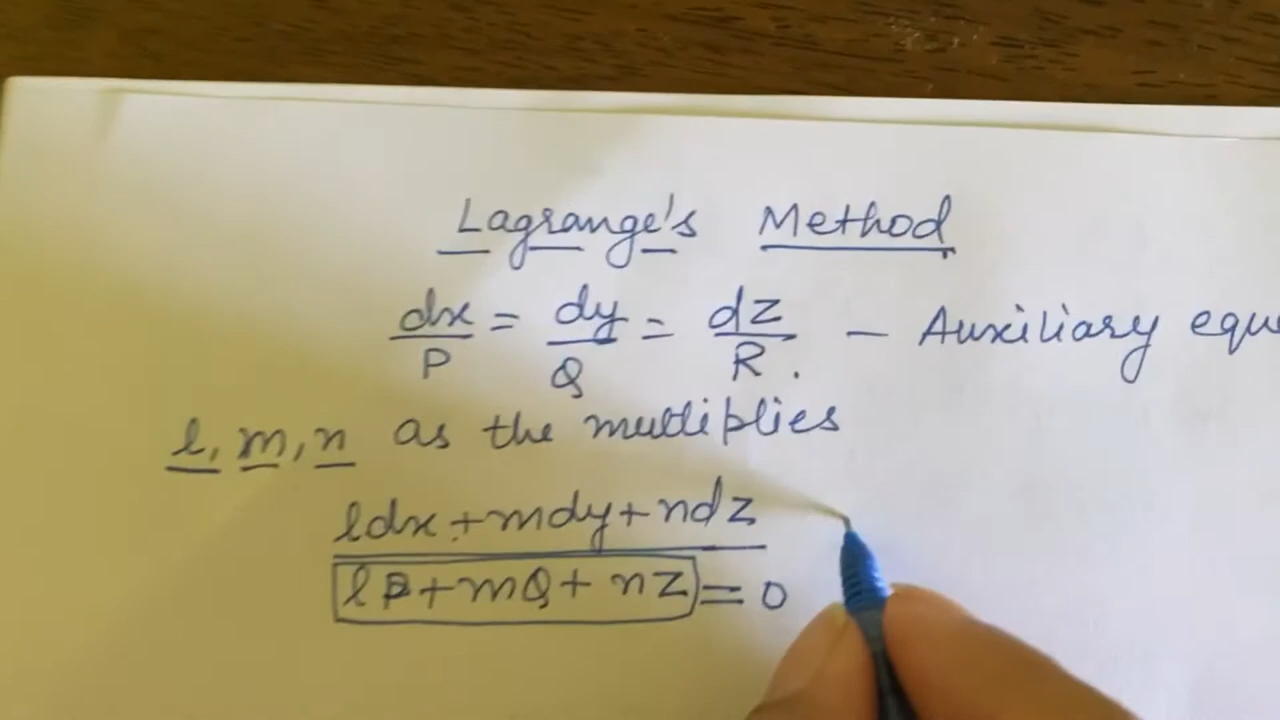 Lagrange's Method
dx/P = dy/Q = dz/R. — Auxiliary equ
l, m, n as the multiplies
ldx + mdy + ndz
lP + mQ + nZ = 0